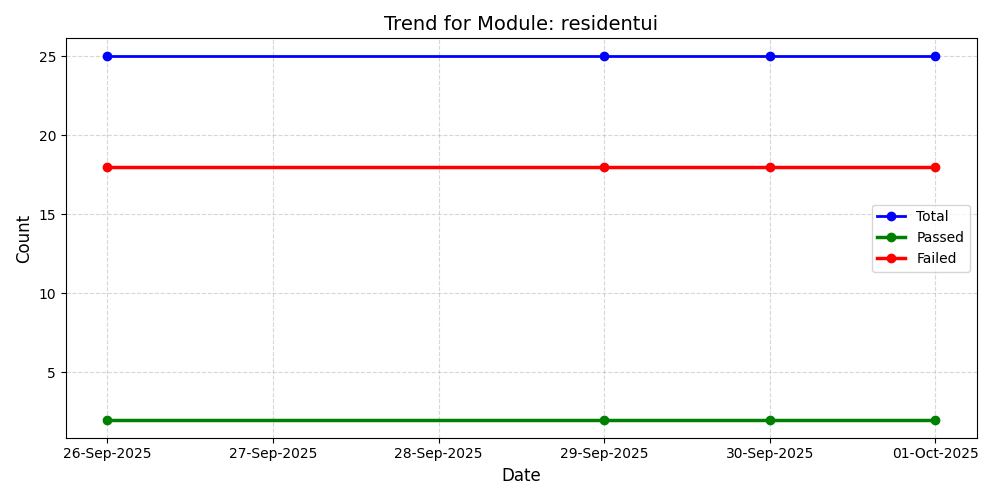 Trend for Module: residentui
Count
25
20
15
10
5
Total
Passed
Failed
26-Sep-2025
27-Sep-2025
28-Sep-2025
29-Sep-2025
30-Sep-2025
01-Oct-2025
Date